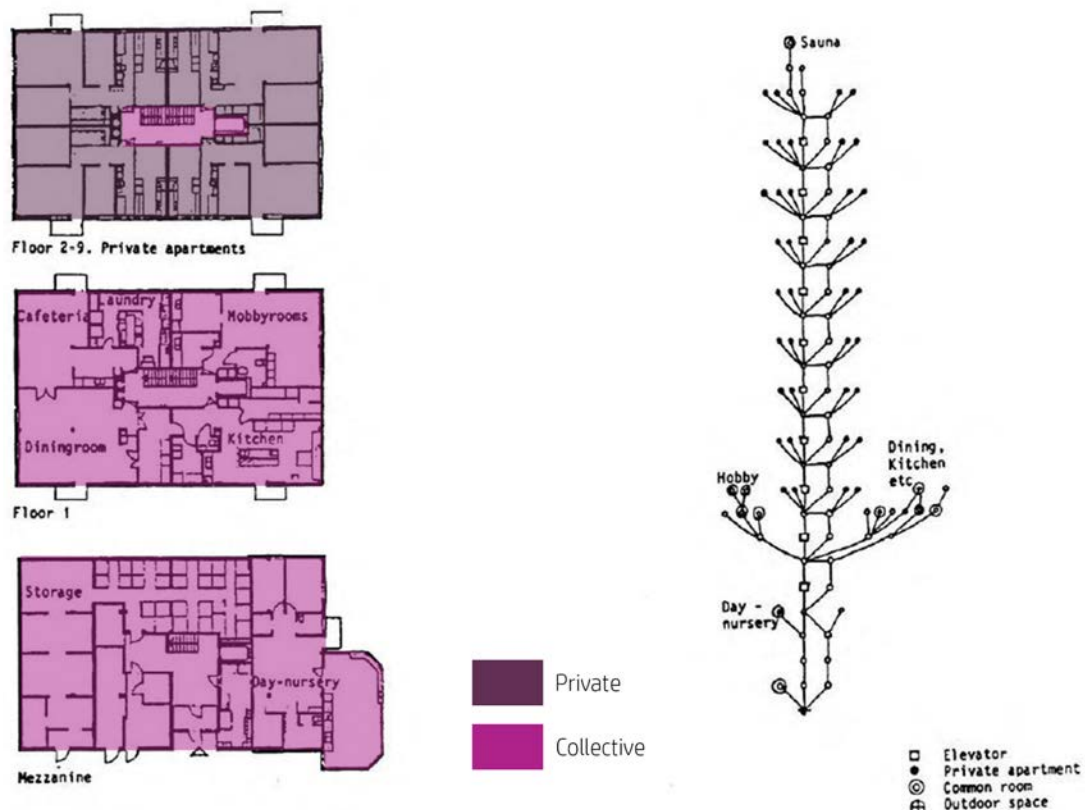 Floor 2-9. Private apartments
Cafeteria
Laundry
Hobbyrooms
Diningroom
Kitchen
Floor 1
Storage
Day-nursery
Mezzanine
Private
Collective
Sauna
Hobby
Dining,
Kitchen
etc
Day-
nursery
Elevator
Private apartment
Common room
Outdoor space